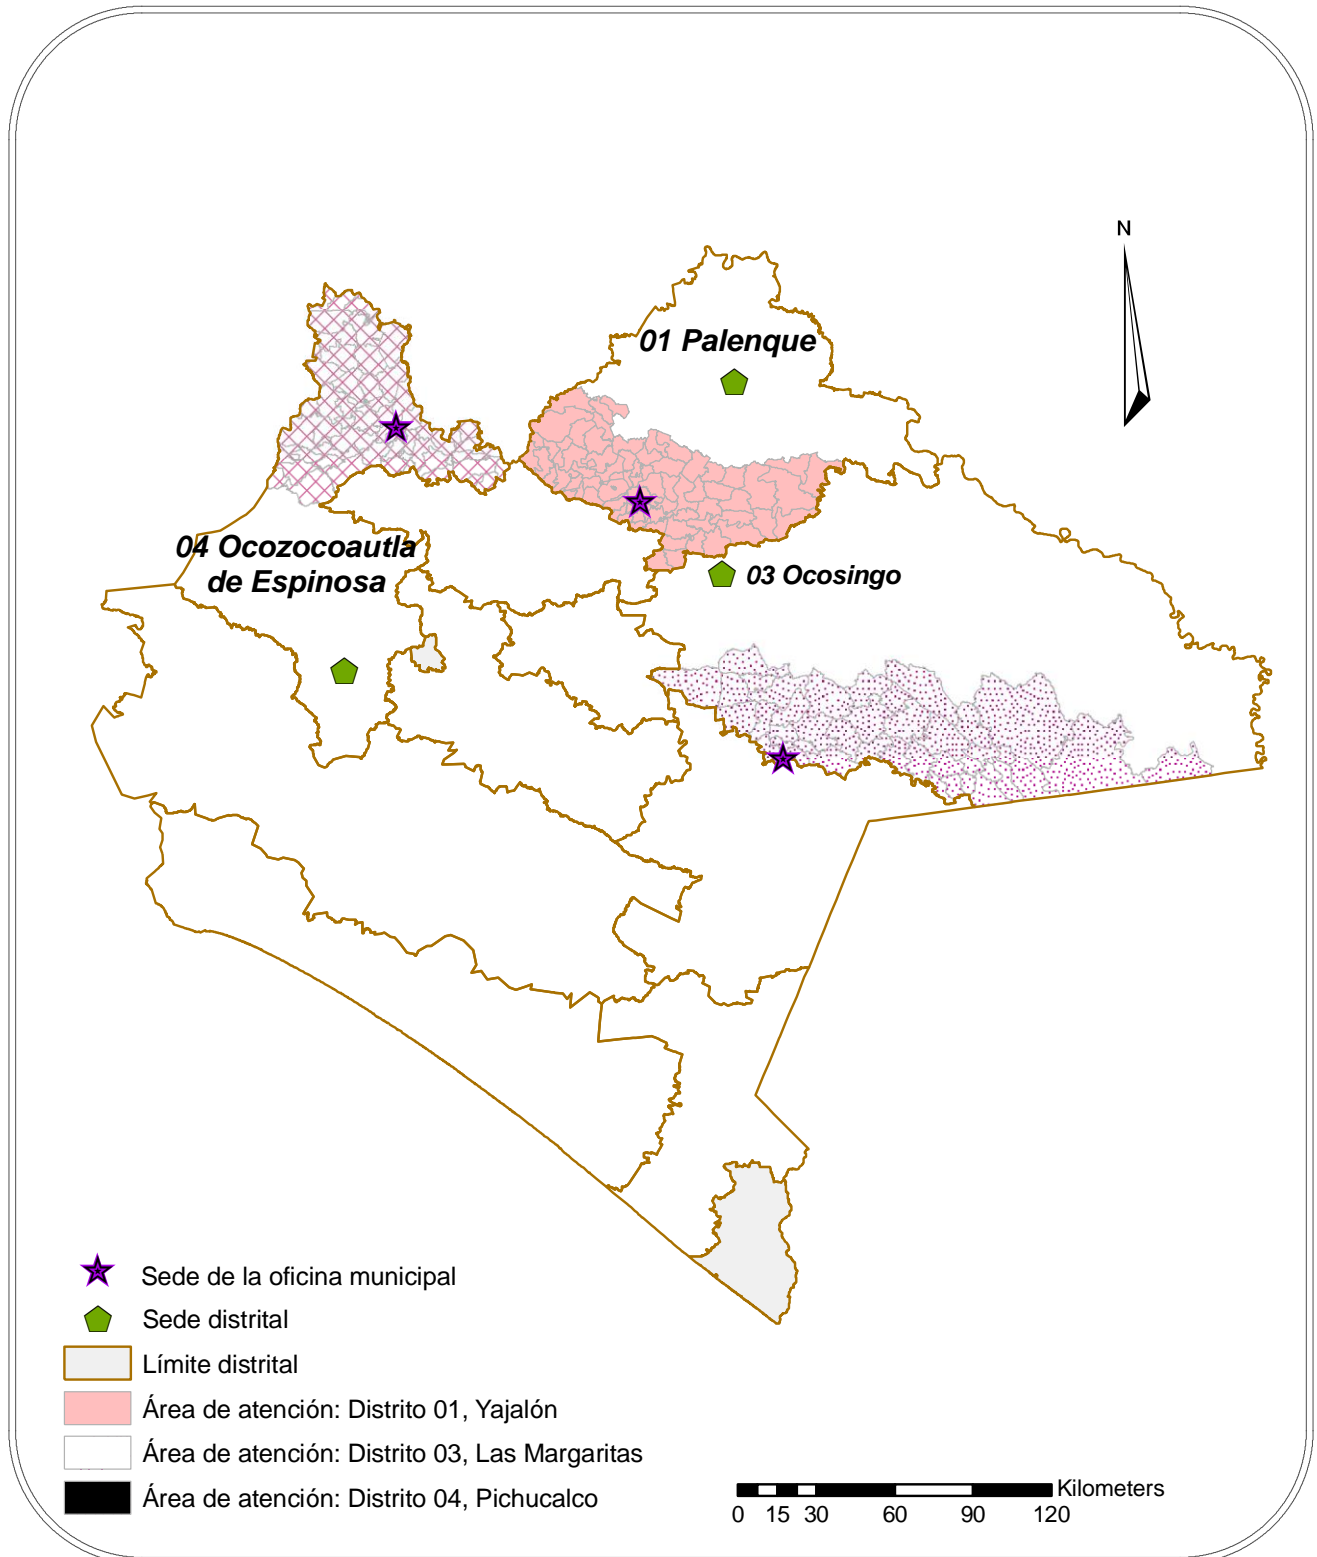 N
01 Palenque
04 Ocozocoautla
de Espinosa
03 Ocosingo
Sede de la oficina municipal
Sede distrital
Límite distrital
Área de atención: Distrito 01, Yajalón
Área de atención: Distrito 03, Las Margaritas
Área de atención: Distrito 04, Pichucalco
Kilometers
0 15 30 60 90 120